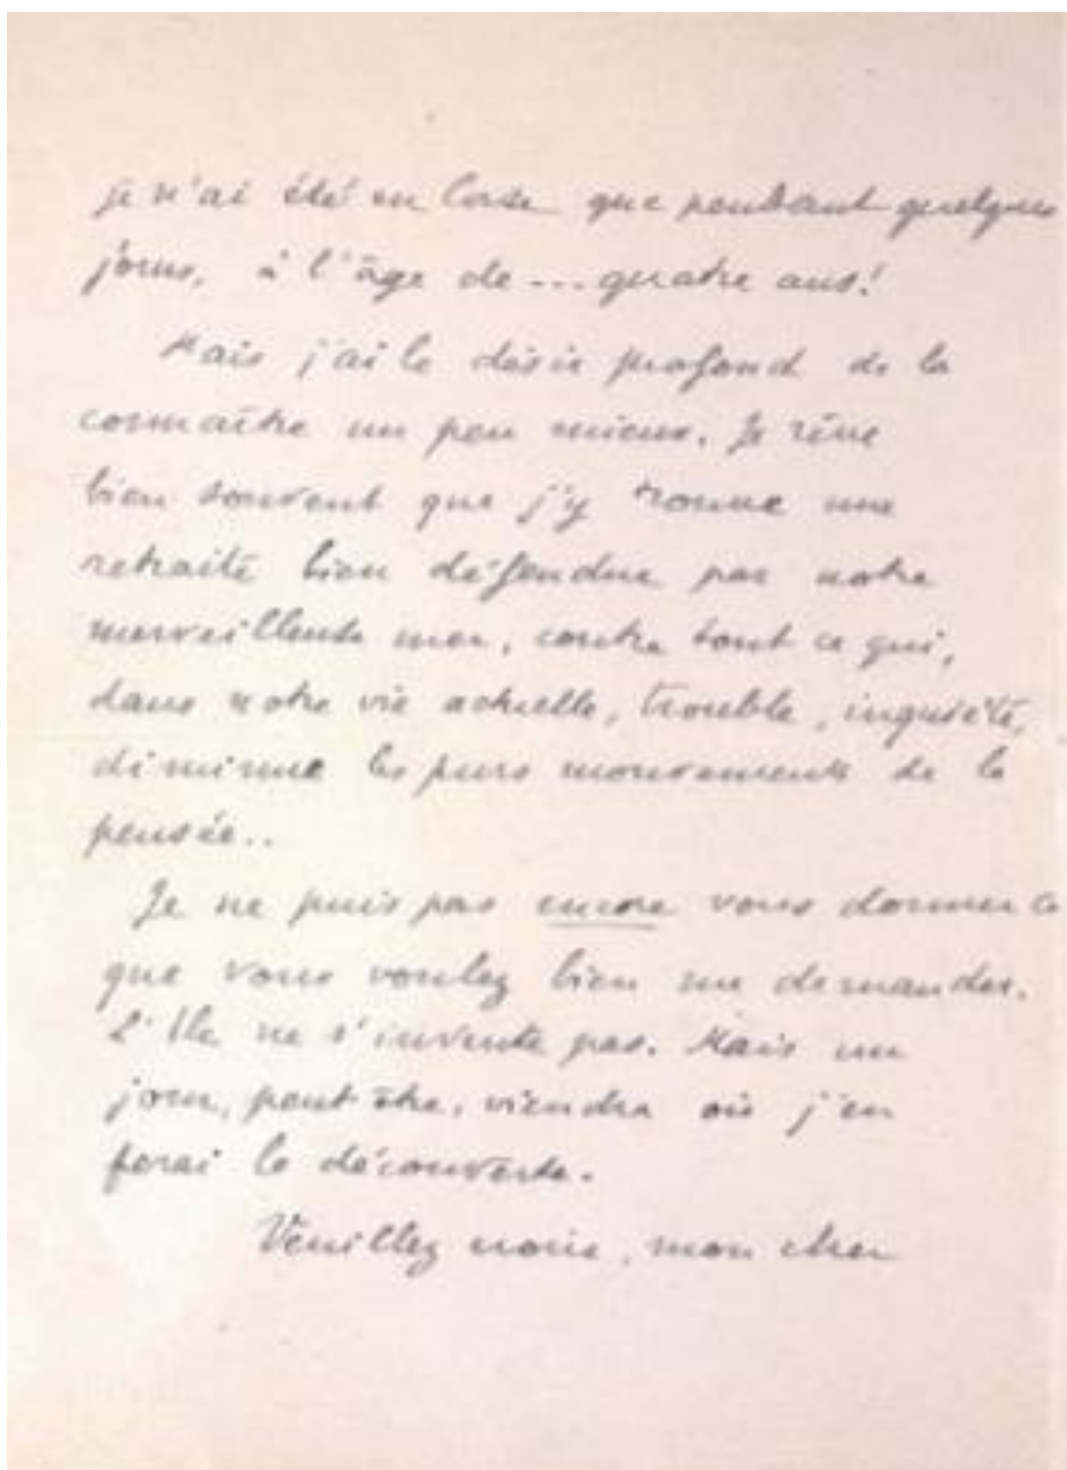 je n'ai été en Corse que pendant quelques
jours, à l'âge de... quatre ans!
Mais j'ai le désir profond de la
connaître un peu mieux. Je rêve
bien souvent que j'y trouve une
retraite bien défendue par notre
merveilleuse mer, contre tout ce qui,
dans notre vie actuelle, trouble, inquiète,
diminue les purs mouvements de la
pensée..
Je ne puis pas encore vous donner ce
que vous voulez bien me demander.
L'Ile ne s'invente pas. Mais un
jour, peut être, viendra où j'en
ferai la découverte.
Veuillez croire, mon cher